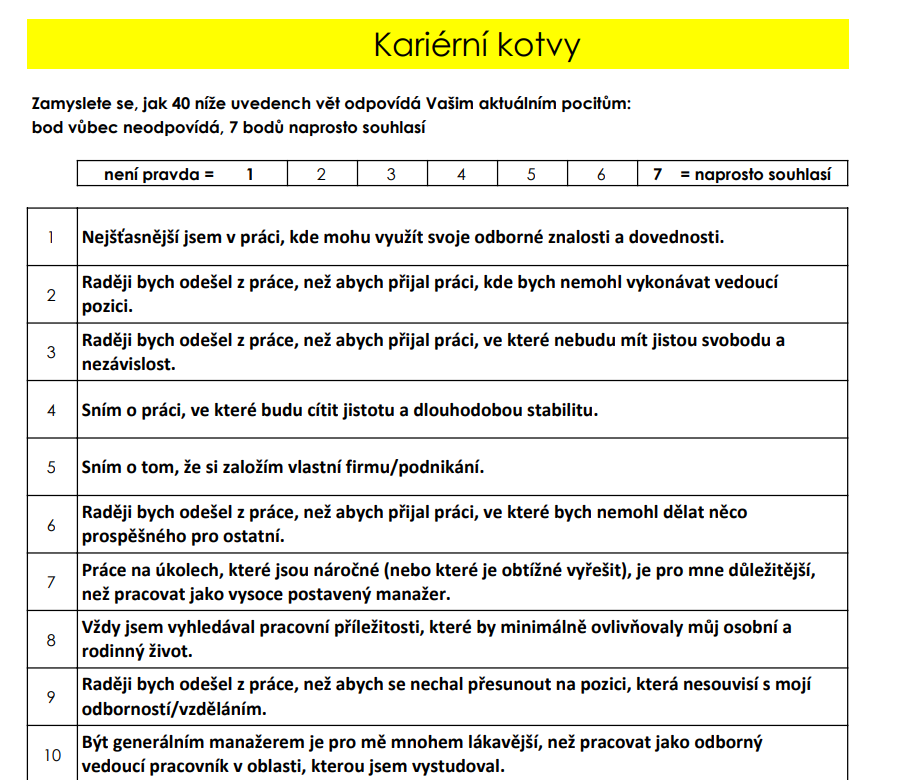 Kariérní kotvy
Zamyslete se, jak 40 níže uvedench vět odpovídá Vašim aktuálním pocitům:
bod vůbec neodpovídá, 7 bodů naprosto souhlasí
není pravda = 1 2 3 4 5 6 7 = naprosto souhlasí
1 Nejšťasnější jsem v práci, kde mohu využít svoje odborné znalosti a dovednosti.
2 Raději bych odešel z práce, než abych přijal práci, kde bych nemohl vykonávat vedoucí
pozici.
3 Raději bych odešel z práce, než abych přijal práci, ve které nebudu mít jistou svobodu a
nezávislost.
4 Sním o práci, ve které budu cítit jistotu a dlouhodobou stabilitu.
5 Sním o tom, že si založím vlastní firmu/podnikání.
6 Raději bych odešel z práce, než abych přijal práci, ve které bych nemohl dělat něco
prospěšného pro ostatní.
7 Práce na úkolech, které jsou náročné (nebo které je obtížné vyřešit), je pro mne důležitější,
než pracovat jako vysoce postavený manažer.
8 Vždy jsem vyhledával pracovní příležitosti, které by minimálně ovlivňovaly můj osobní a
rodinný život.
9 Raději bych odešel z práce, než abych se nechal přesunout na pozici, která nesouvisí s mojí
odborností/vzděláním.
10 Být generálním manažerem je pro mě mnohem lákavější, než pracovat jako odborný
vedoucí pracovník v oblasti, kterou jsem vystudoval.